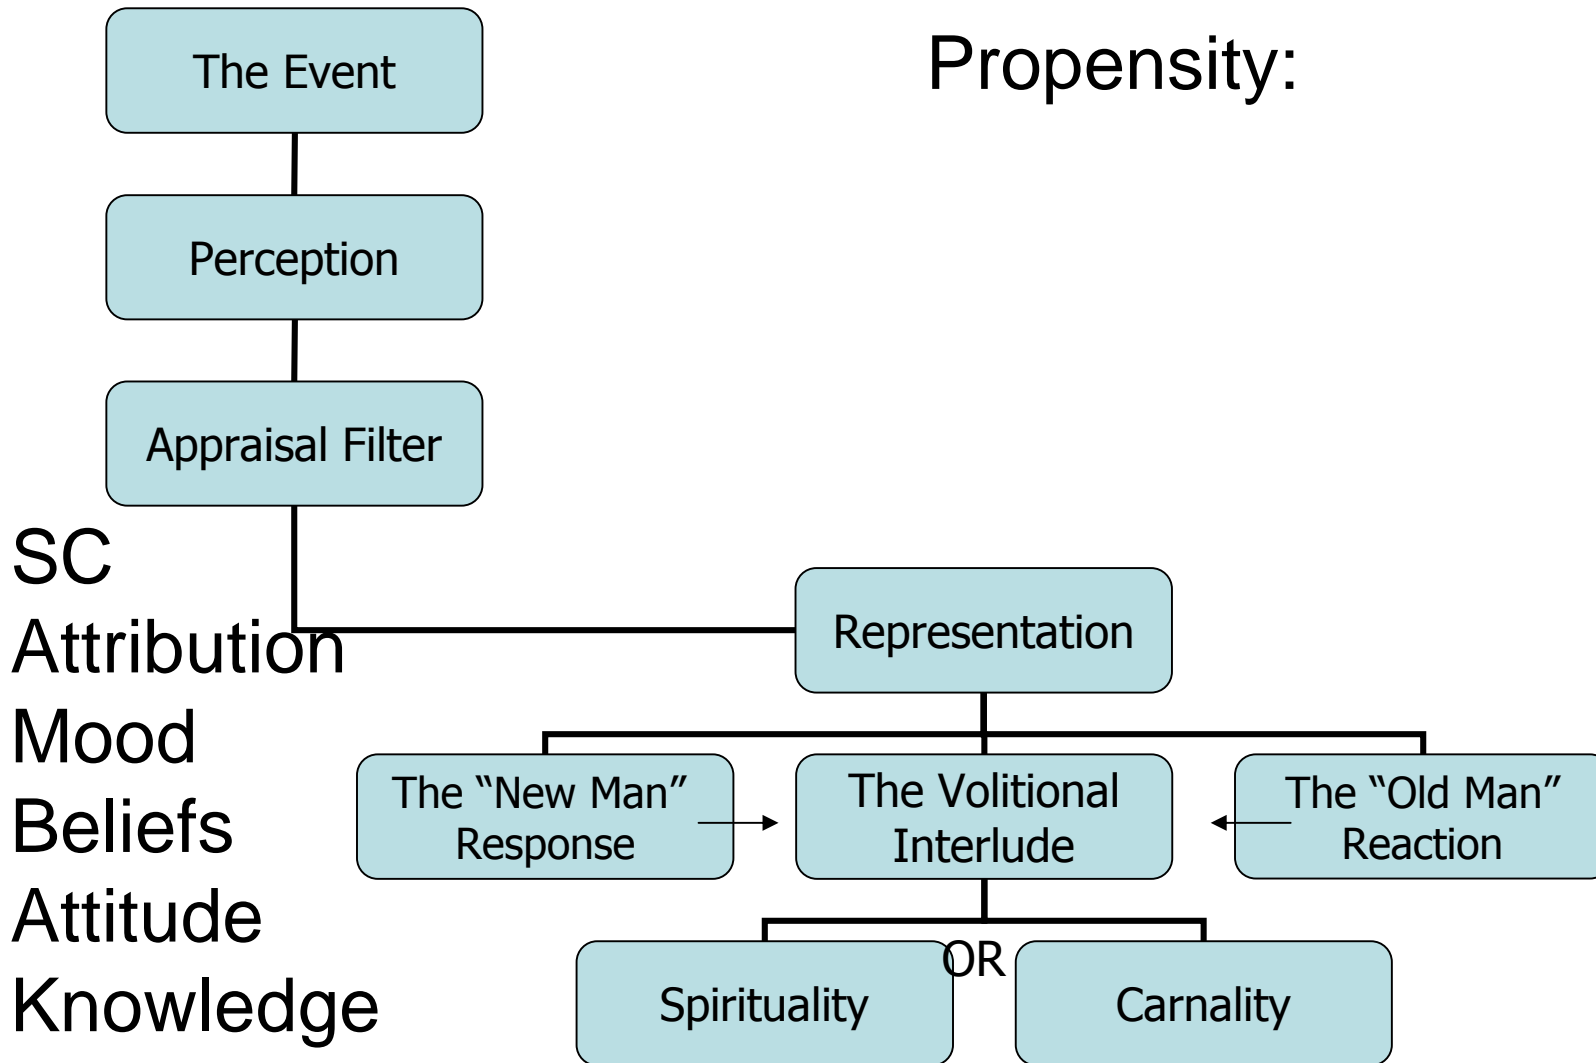 The Event
Propensity:
Perception
Appraisal Filter
SC
Attribution
Mood
Beliefs
Attitude
Knowledge
Representation
The “New Man”
Response
The Volitional
Interlude
The “Old Man”
Reaction
OR
Spirituality
Carnality